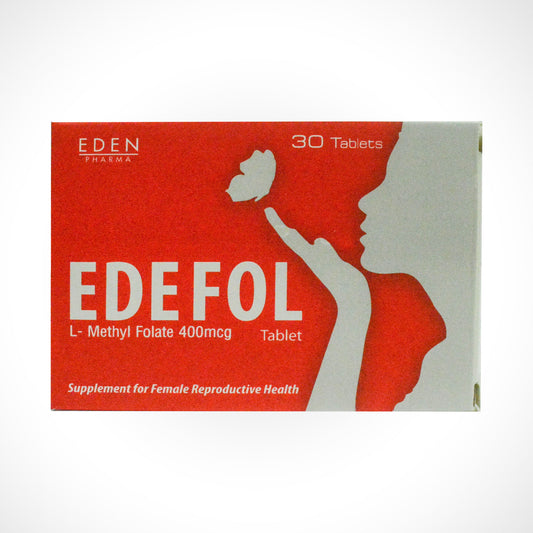 EDEN
PHARMA
30 Tablets
EDEFOL
L- Methyl Folate 400mcg Tablet
Supplement for Female Reproductive Health